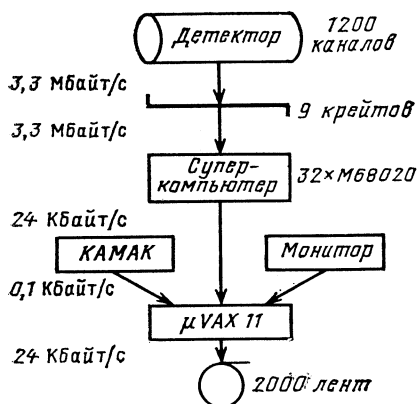 Детектор
1200
каналов
3,3 Мбайт/с
9 крейтов
3,3 Мбайт/с
Супер-
компьютер
32×М68020
24 Кбайт/с
КАМАК
Монитор
0,1 Кбайт/с
μVAX 11
24 Кбайт/с
2000 лент